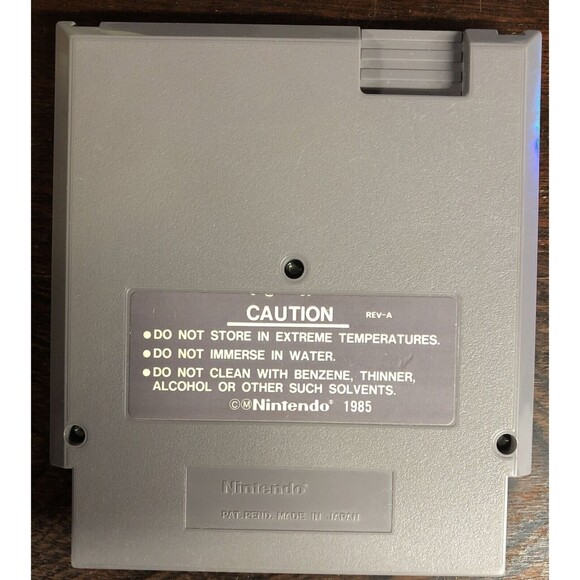 CAUTION REV-A
●DO NOT STORE IN EXTREME TEMPERATURES.
●DO NOT IMMERSE IN WATER.
●DO NOT CLEAN WITH BENZENE, THINNER,
ALCOHOL OR OTHER SUCH SOLVENTS.
©Ⓜ Nintendo® 1985
Nintendo®
PAT. PEND. MADE IN JAPAN